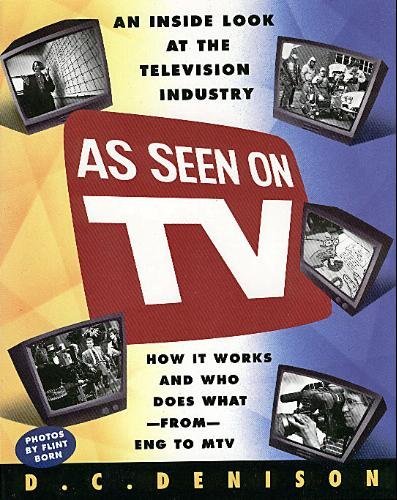 AN INSIDE LOOK
AT THE
TELEVISION
INDUSTRY
AS SEEN ON
TV
HOW IT WORKS
AND WHO
DOES WHAT
—FROM—
ENG TO MTV
PHOTOS
BY FLINT
BORN
D. C. DENISON